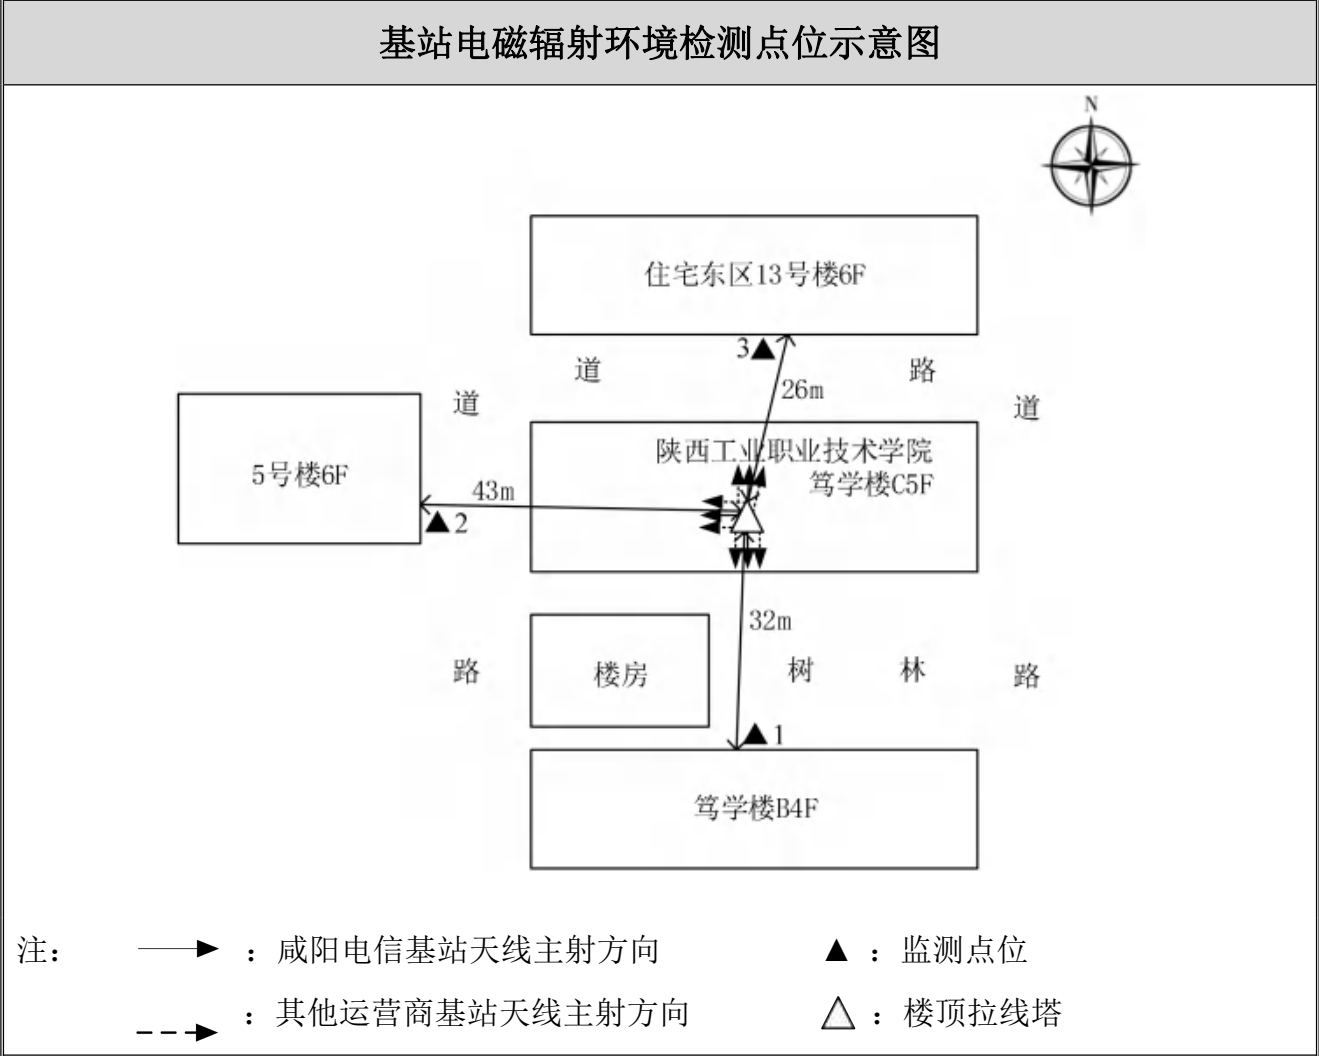 基站电磁辐射环境检测点位示意图
N
住宅东区13号楼6F
3
道
路
26m
道
道
陕西工业职业技术学院
笃学楼C5F
5号楼6F
43m
2
32m
路
楼房
树
林
路
1
笃学楼B4F
注：
：咸阳电信基站天线主射方向
：监测点位
：其他运营商基站天线主射方向
：楼顶拉线塔